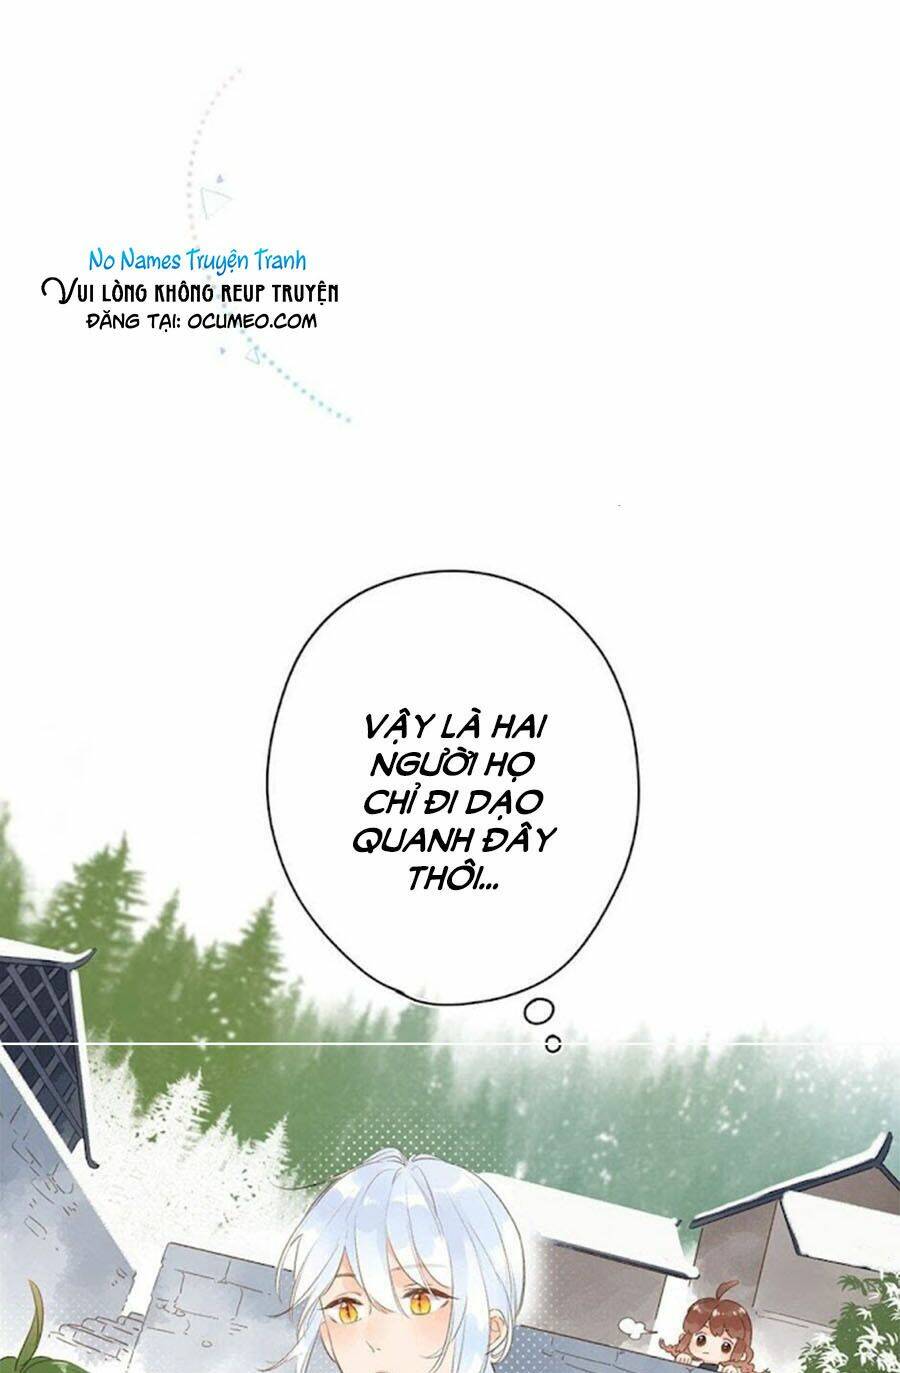 No Names Truyện Tranh
VUI LÒNG KHÔNG REUP TRUYỆN
ĐĂNG TẠI: OCUMEO.COM
VẬY LÀ HAI
NGƯỜI HỌ
CHỈ ĐI DẠO
QUANH ĐÂY
THÔI...